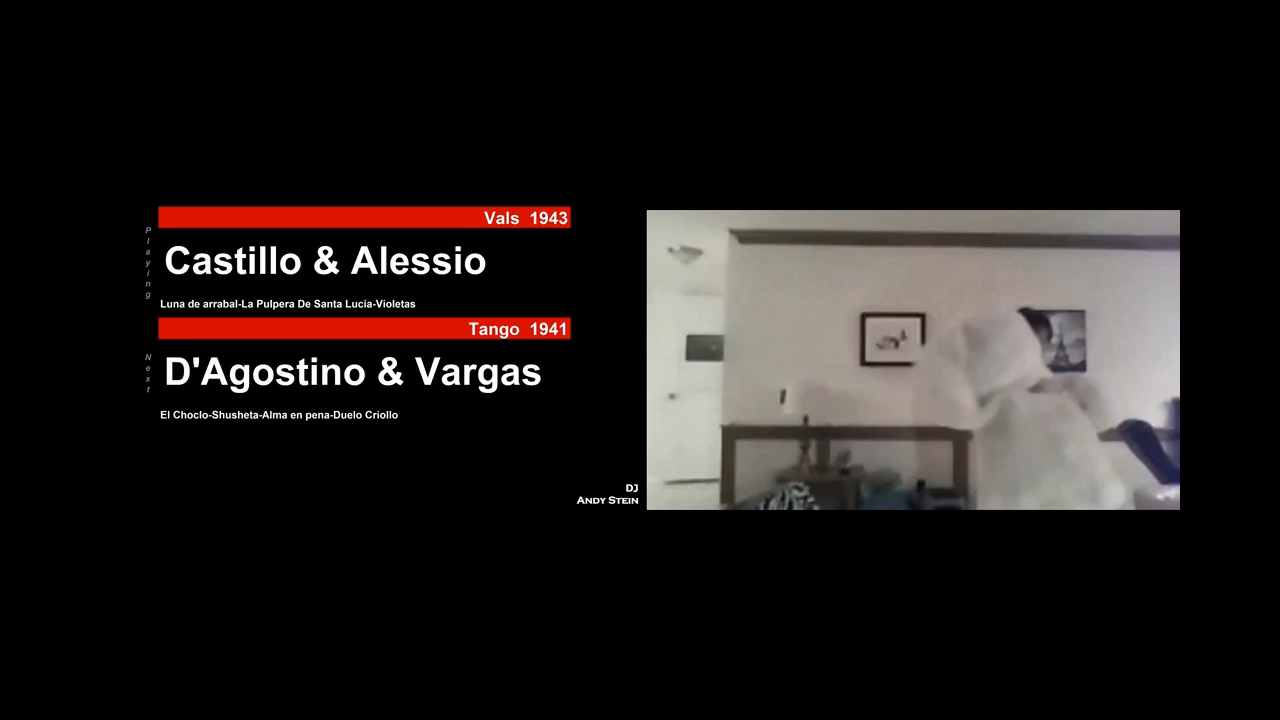 Playing
Vals 1943
Castillo & Alessio
Luna de arrabal-La Pulpera De Santa Lucía-Violetas
Next
Tango 1941
D'Agostino & Vargas
El Choclo-Shusheta-Alma en pena-Duelo Criollo
DJ
ANDY STEIN